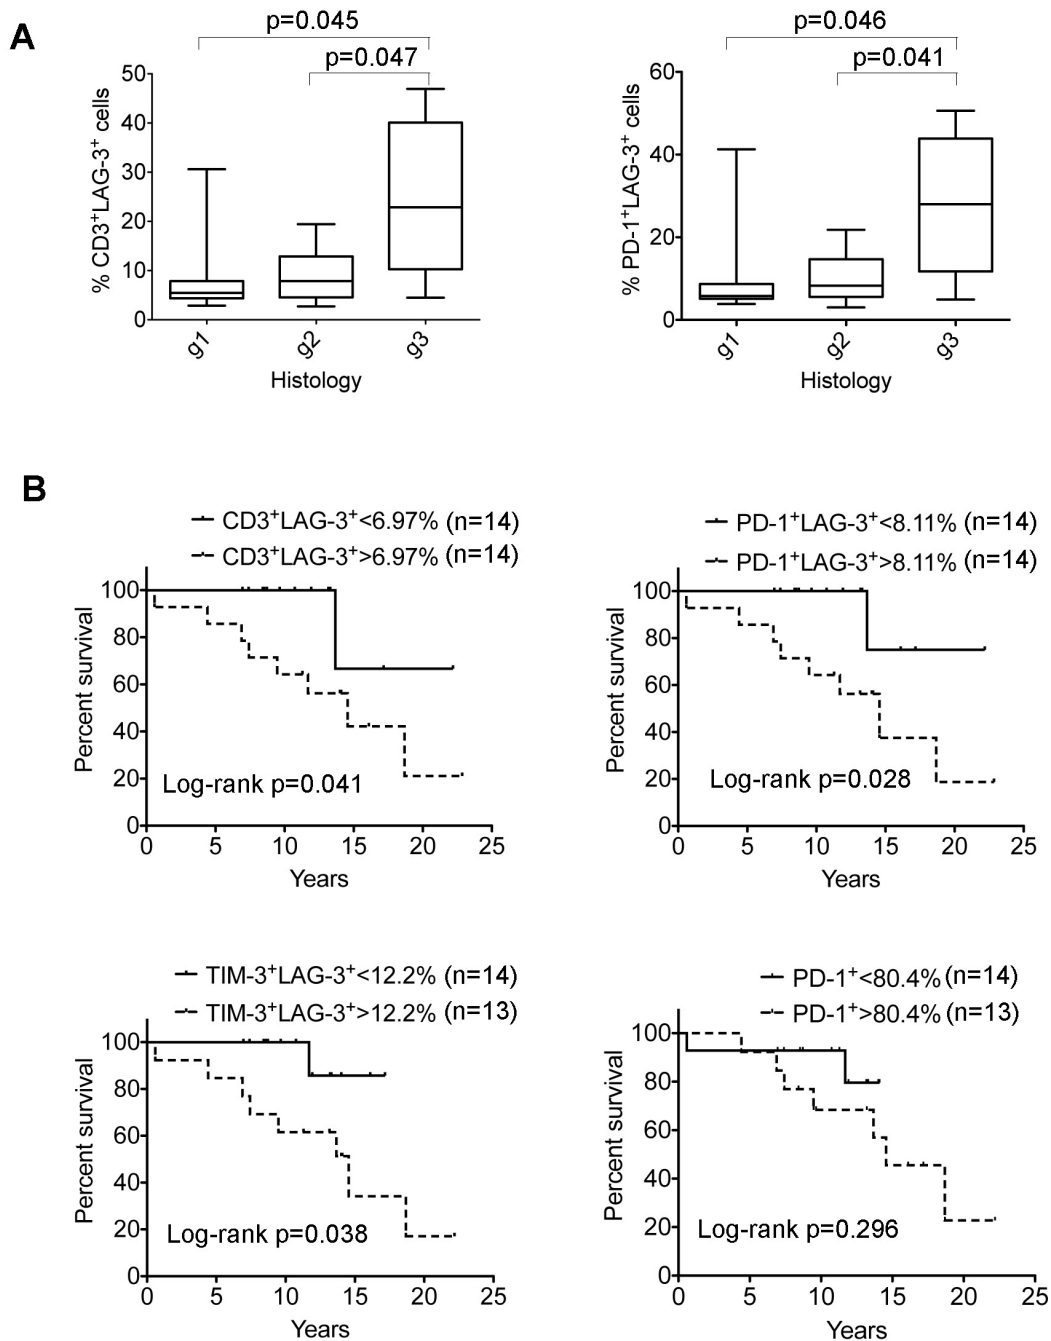 A
p=0.045
p=0.047
% CD3+LAG-3+ cells
50
40
30
20
10
0
g1
g2
g3
Histology
p=0.046
p=0.041
% PD-1+LAG-3+ cells
60
40
20
0
g1
g2
g3
Histology
B
CD3+LAG-3+<6.97% (n=14)
CD3+LAG-3+>6.97% (n=14)
Percent survival
100
80
60
40
20
0
Log-rank p=0.041
0 5 10 15 20 25
Years
PD-1+LAG-3+<8.11% (n=14)
PD-1+LAG-3+>8.11% (n=14)
Percent survival
100
80
60
40
20
0
Log-rank p=0.028
0 5 10 15 20 25
Years
TIM-3+LAG-3+<12.2% (n=14)
TIM-3+LAG-3+>12.2% (n=13)
Percent survival
100
80
60
40
20
0
Log-rank p=0.038
0 5 10 15 20 25
Years
PD-1+<80.4% (n=14)
PD-1+>80.4% (n=13)
Percent survival
100
80
60
40
20
0
Log-rank p=0.296
0 5 10 15 20 25
Years